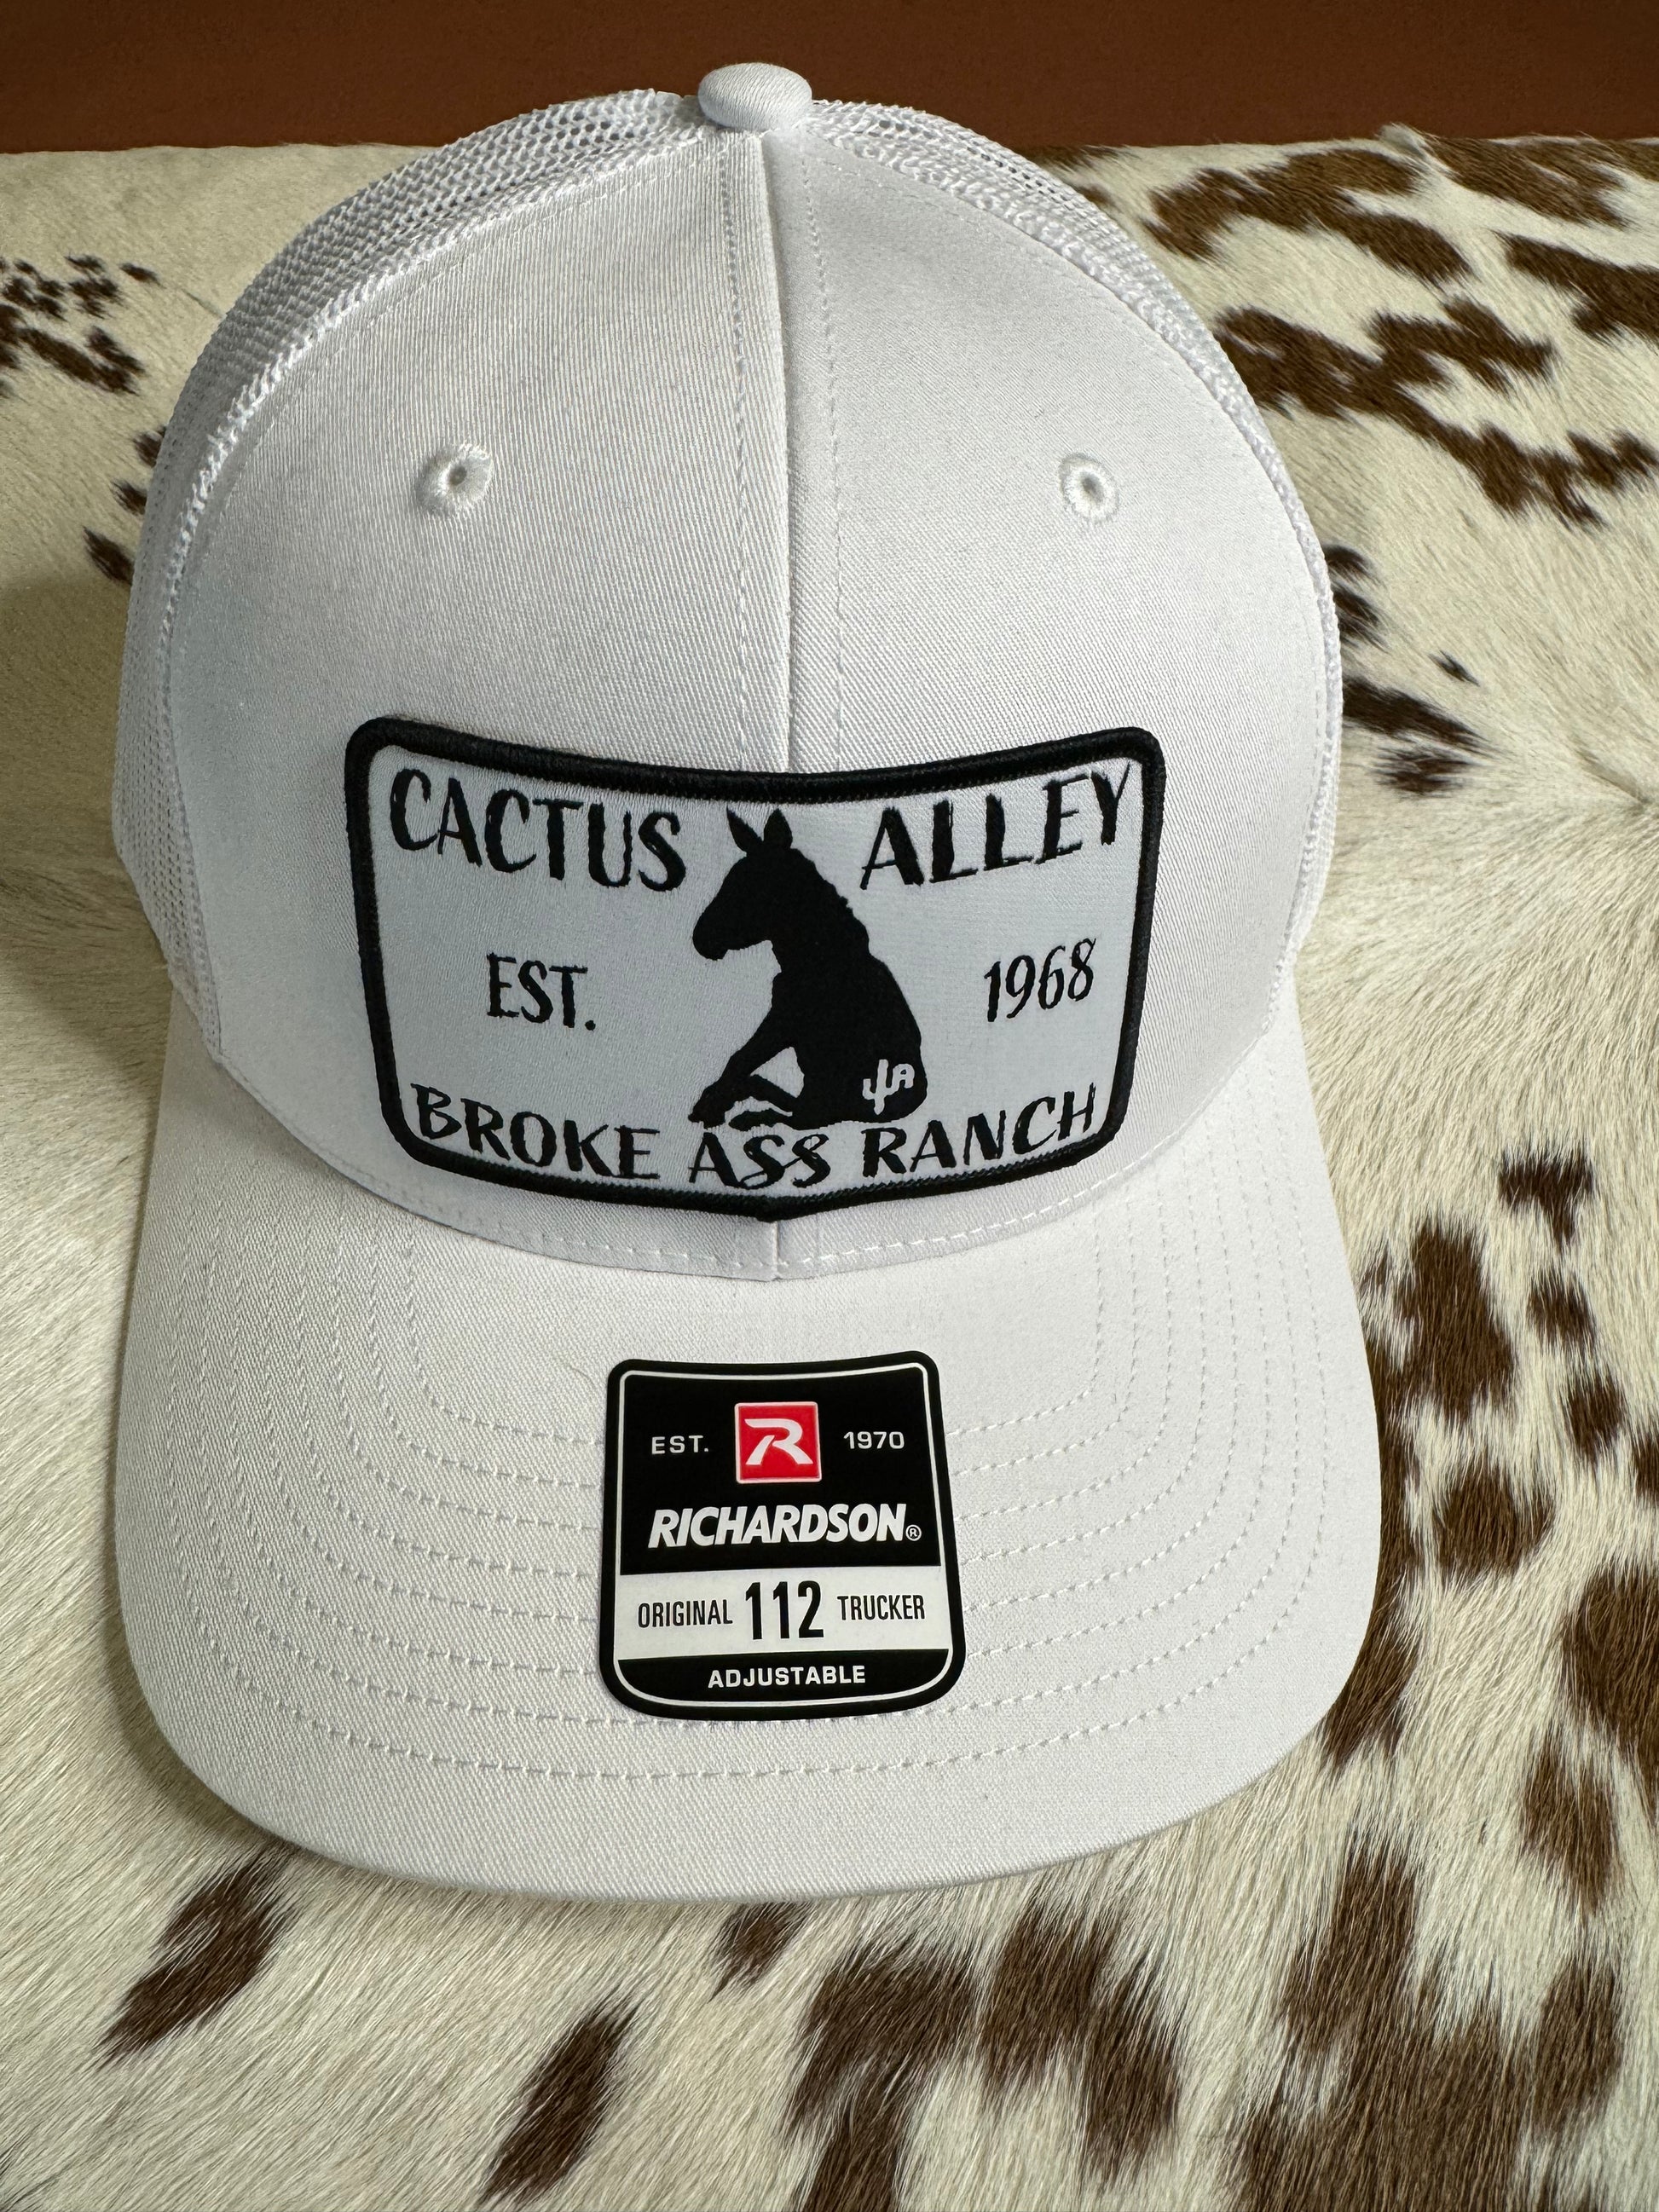 CACTUS ALLEY
EST. 1968
BROKE ASS RANCH
EST. R 1970
RICHARDSON®
ORIGINAL 112 TRUCKER
ADJUSTABLE